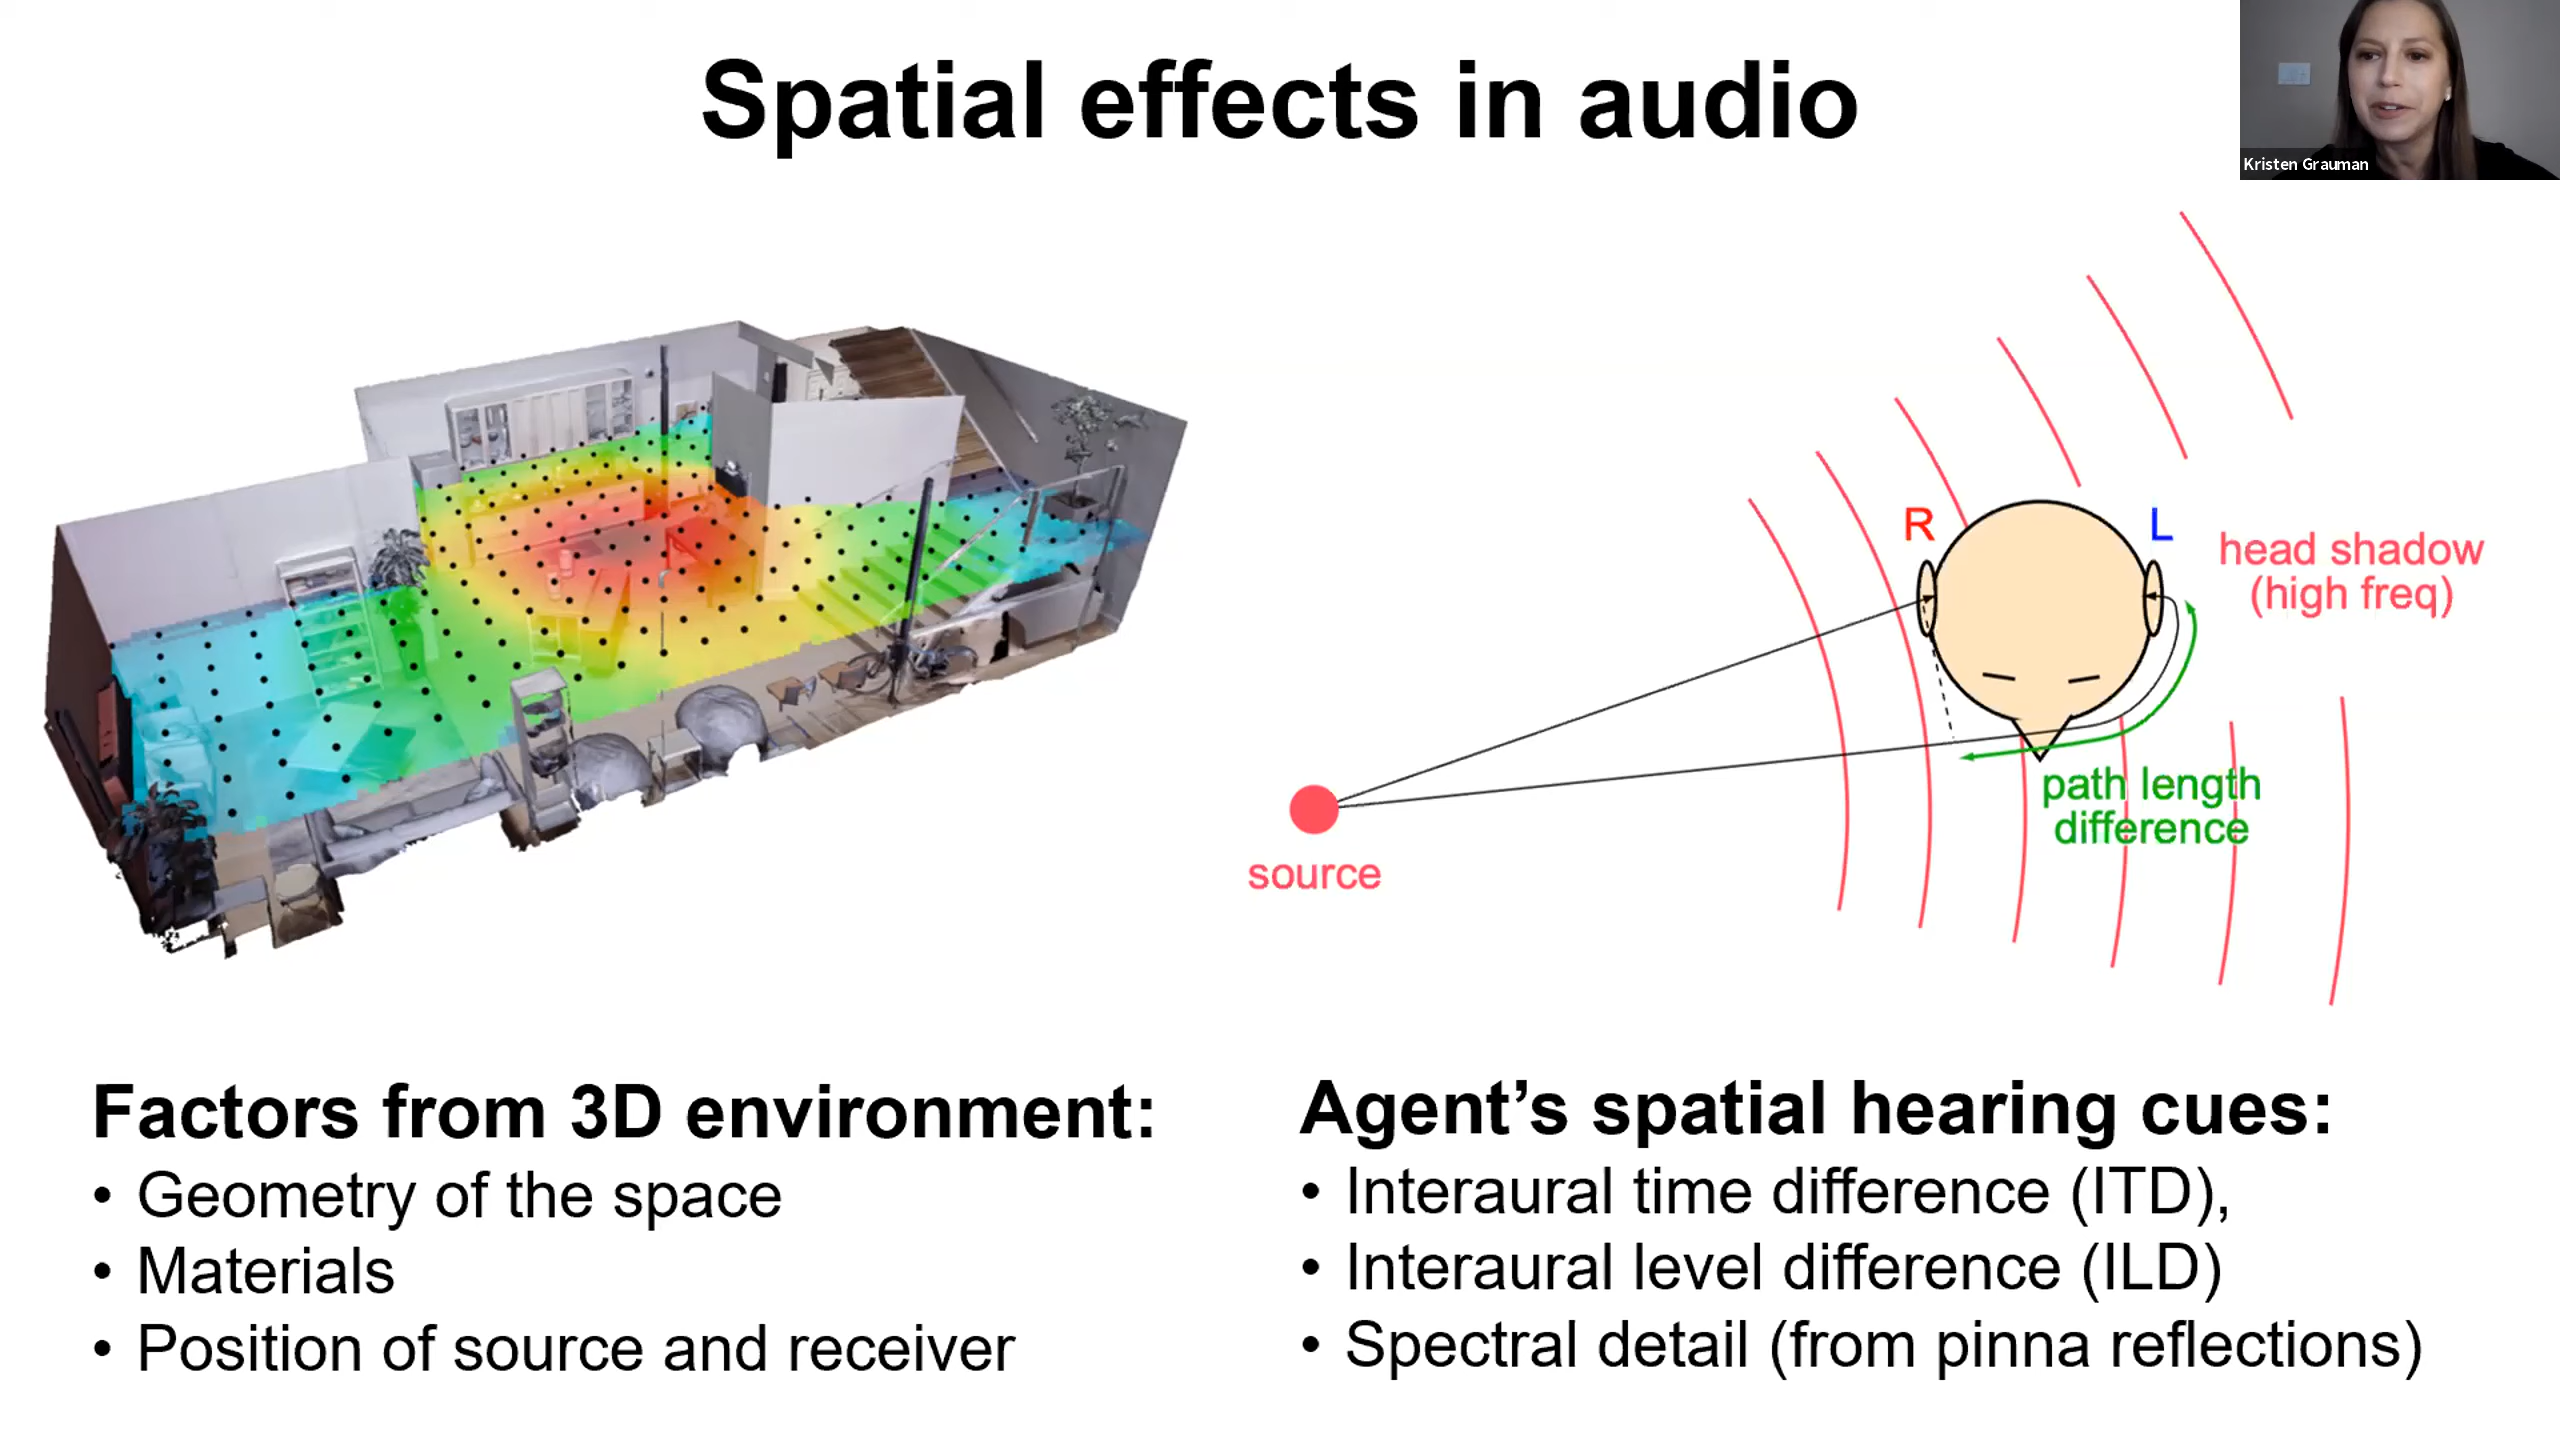 Spatial effects in audio
Kristen Grauman
R
L
head shadow
(high freq)
path length
difference
source
Factors from 3D environment:
• Geometry of the space
• Materials
• Position of source and receiver
Agent’s spatial hearing cues:
• Interaural time difference (ITD),
• Interaural level difference (ILD)
• Spectral detail (from pinna reflections)